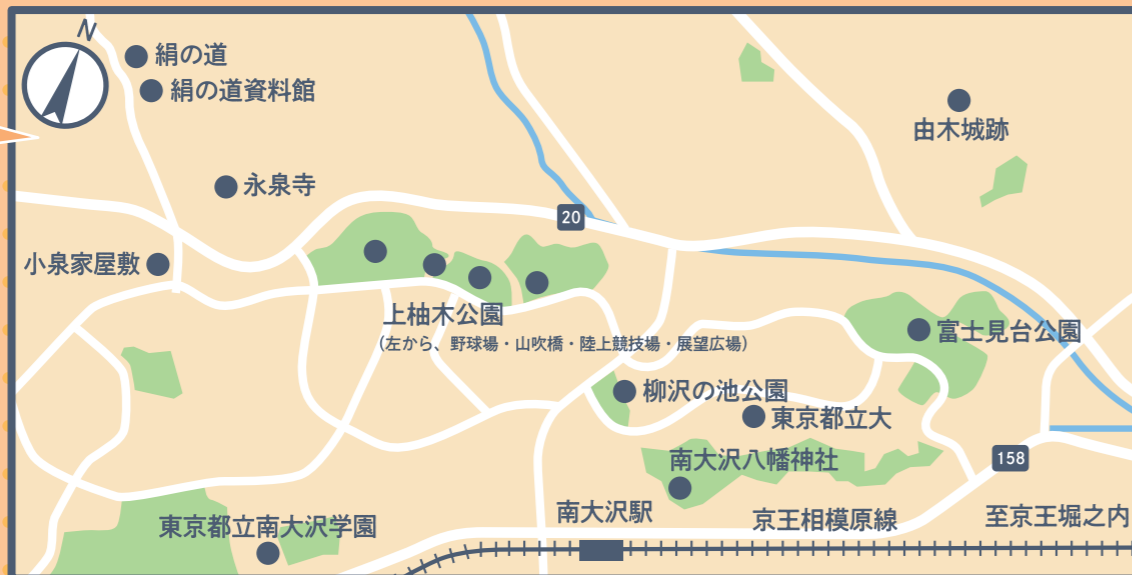 N
絹の道
絹の道資料館
由木城跡
永泉寺
20
小泉家屋敷
上柚木公園
(左から、野球場・山吹橋・陸上競技場・展望広場)
富士見台公園
柳沢の池公園
東京都立大
南大沢八幡神社
158
南大沢駅
京王相模原線
至京王堀之内
東京都立南大沢学園